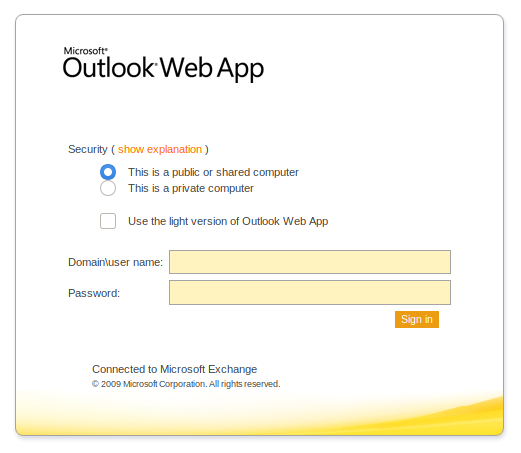 Microsoft®
Outlook® Web App
Security ( show explanation )
This is a public or shared computer
This is a private computer
Use the light version of Outlook Web App
Domain\user name:
Password:
Sign in
Connected to Microsoft Exchange
© 2009 Microsoft Corporation. All rights reserved.